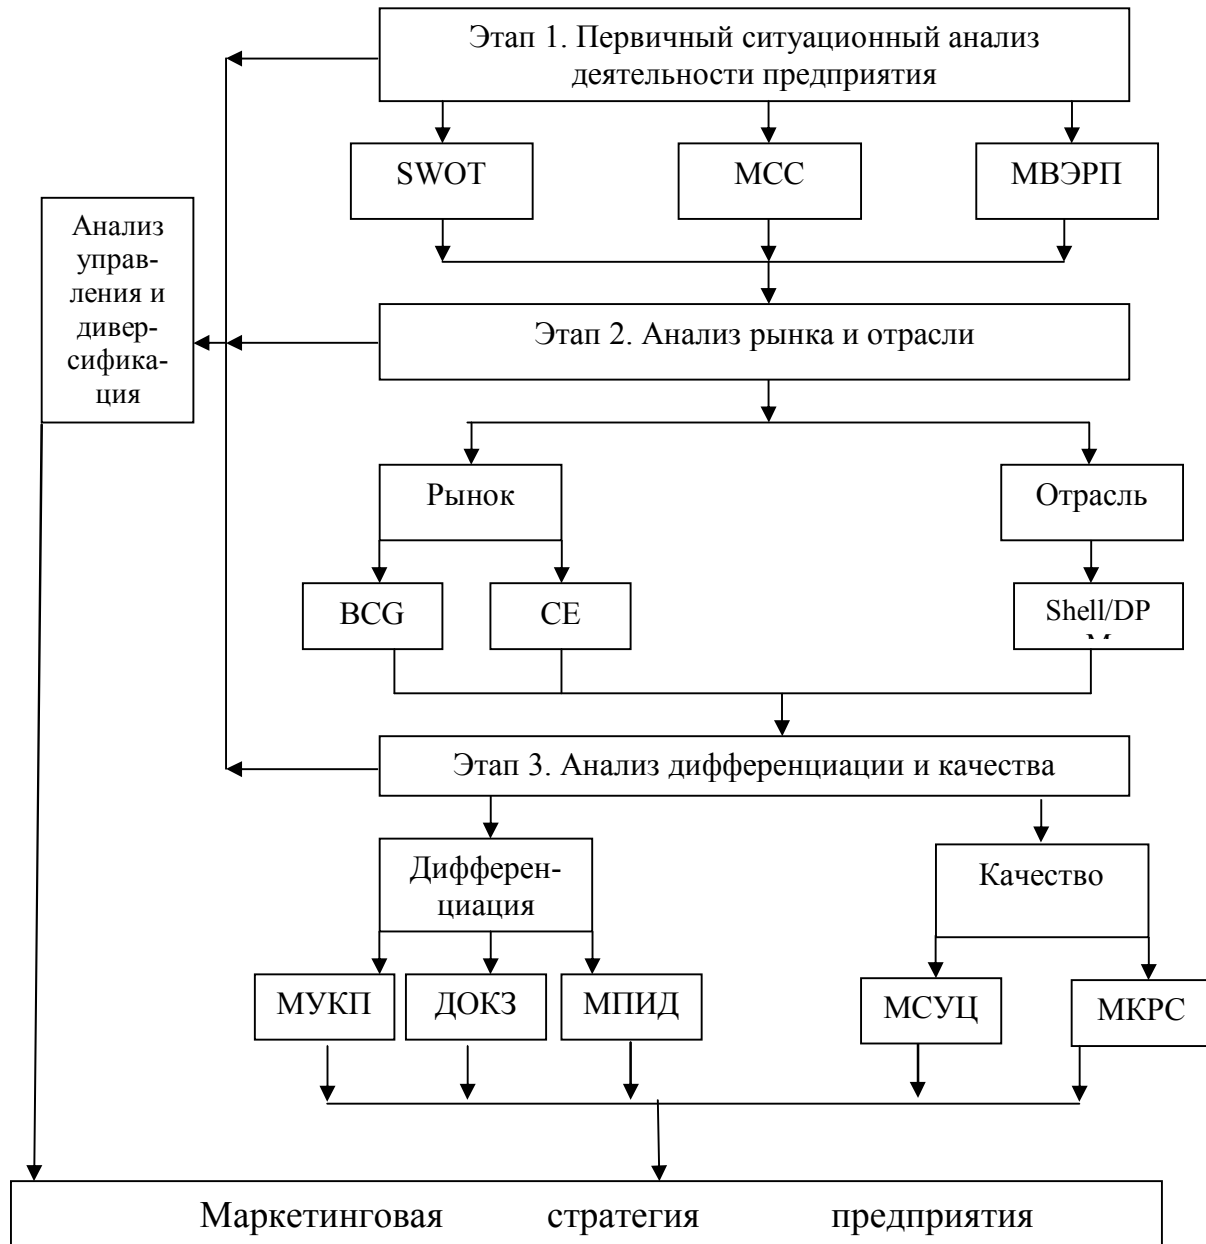 Этап 1. Первичный ситуационный анализ
деятельности предприятия
SWOT
МСС
МВЭРП
Анализ
управ-
ления и
дивер-
сифика-
ция
Этап 2. Анализ рынка и отрасли
Рынок
Отрасль
BCG
CE
Shell/DP
Этап 3. Анализ дифференциации и качества
Дифферен-
циация
Качество
МУКП
ДОКЗ
МПИД
МСУЦ
МКРС
Маркетинговая стратегия предприятия